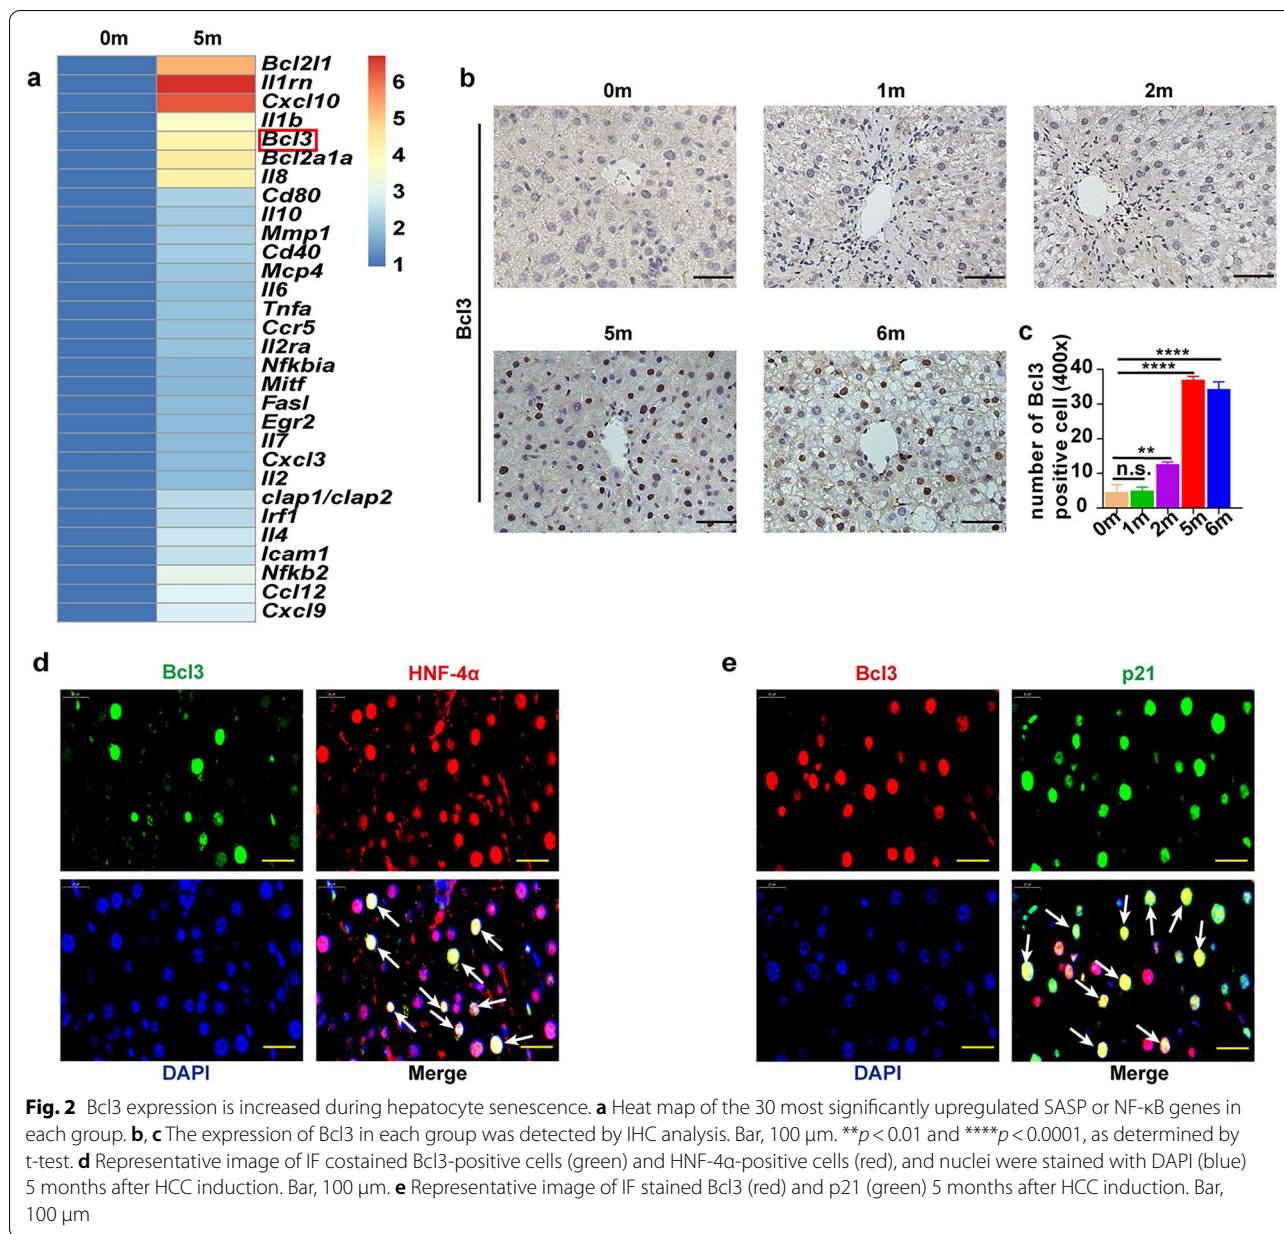 0m 5m
a
Bcl2l1
Il1rn
Cxcl10
Il1b
Bcl3
Bcl2a1a
Il8
Cd80
Il10
Mmp1
Cd40
Mcp4
Il6
Tnfa
Ccr5
Il2ra
Nfkbia
Mitf
Fasl
Egr2
Il7
Cxcl3
Il2
clap1/clap2
Irf1
Il4
Icam1
Nfkb2
Ccl12
Cxcl9
6
5
4
3
2
1
b
0m 1m 2m
Bcl3
5m 6m
c
number of Bcl3
positive cell (400x)
40
30
20
10
0
****
****
**
n.s.
0m 1m 2m 5m 6m
d
Bcl3 HNF-4α
DAPI Merge
e
Bcl3 p21
DAPI Merge
Fig. 2 Bcl3 expression is increased during hepatocyte senescence. a Heat map of the 30 most significantly upregulated SASP or NF-κB genes in
each group. b, c The expression of Bcl3 in each group was detected by IHC analysis. Bar, 100 μm. **p < 0.01 and ****p < 0.0001, as determined by
t-test. d Representative image of IF costained Bcl3-positive cells (green) and HNF-4α-positive cells (red), and nuclei were stained with DAPI (blue)
5 months after HCC induction. Bar, 100 μm. e Representative image of IF stained Bcl3 (red) and p21 (green) 5 months after HCC induction. Bar,
100 μm